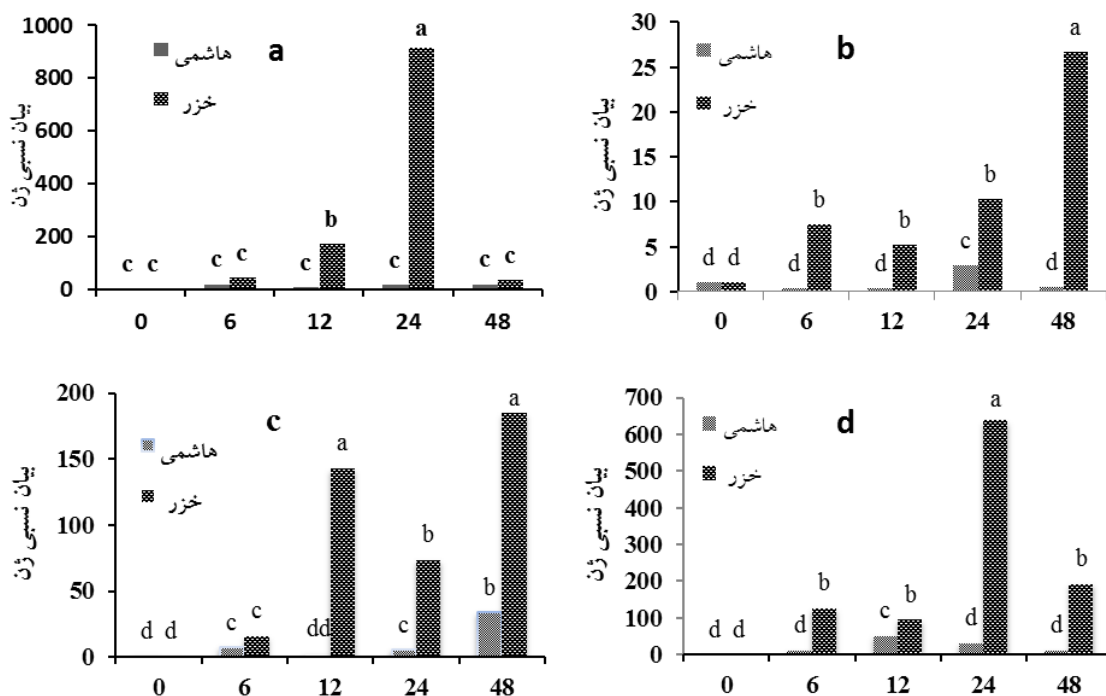 a
هاشمی
خزر
بیان نسبی ژن
1000
800
600
400
200
0
c c
c c
c b
c a
c c
0 6 12 24 48
b
هاشمی
خزر
بیان نسبی ژن
30
25
20
15
10
5
0
d d
d b
d b
c b
d a
0 6 12 24 48
c
هاشمی
خزر
بیان نسبی ژن
200
150
100
50
0
d d
c c
dd a
c b
b a
0 6 12 24 48
d
هاشمی
خزر
بیان نسبی ژن
700
600
500
400
300
200
100
0
d d
d b
c b
d a
d b
0 6 12 24 48